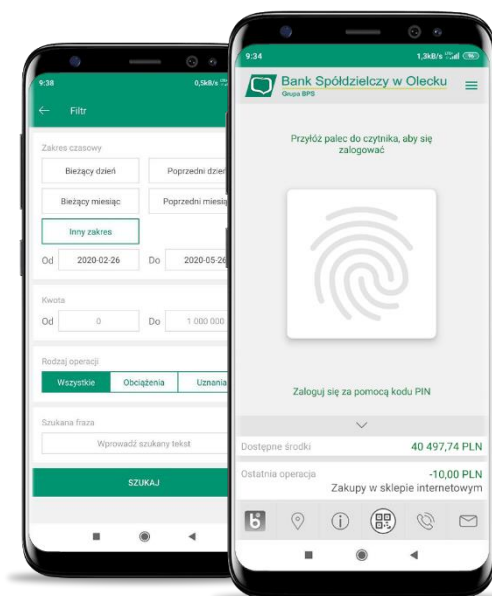 9:38
0,5kB/s
Filtr
Zakres czasowy
Bieżący dzień
Poprzedni dzień
Bieżący miesiąc
Poprzedni miesiąc
Inny zakres
Od 2020-02-26 Do 2020-05-26
Kwota
Od 0 Do 1 000 000
Rodzaj operacji
Wszystkie Obciążenia Uznania
Szukana fraza
Wprowadź szukany tekst
SZUKAJ
9:34
1,3kB/s
Bank Spółdzielczy w Olecku
Grupa BPS
Przyłóż palec do czytnika, aby się
zalogować
Zaloguj się za pomocą kodu PIN
Dostępne środki 40 497,74 PLN
Ostatnia operacja -10,00 PLN
Zakupy w sklepie internetowym